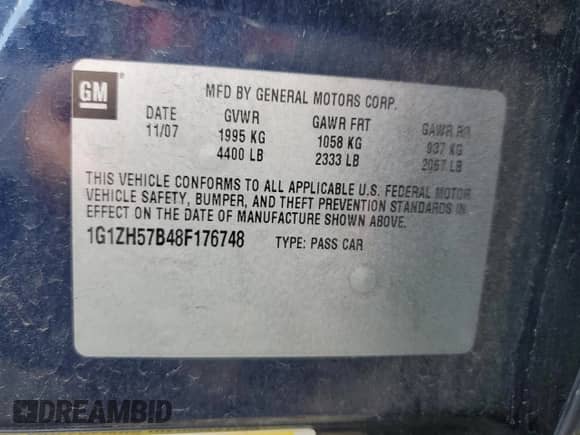 GM
MFD BY GENERAL MOTORS CORP.
DATE GVWR GAWR FRT GAWR RR
11/07 1995 KG 1058 KG 937 KG
4400 LB 2333 LB 2067 LB
THIS VEHICLE CONFORMS TO ALL APPLICABLE U.S. FEDERAL MOTOR
VEHICLE SAFETY, BUMPER, AND THEFT PREVENTION STANDARDS IN
EFFECT ON THE DATE OF MANUFACTURE SHOWN ABOVE.
1G1ZH57B48F176748 TYPE: PASS CAR
DREAMBID